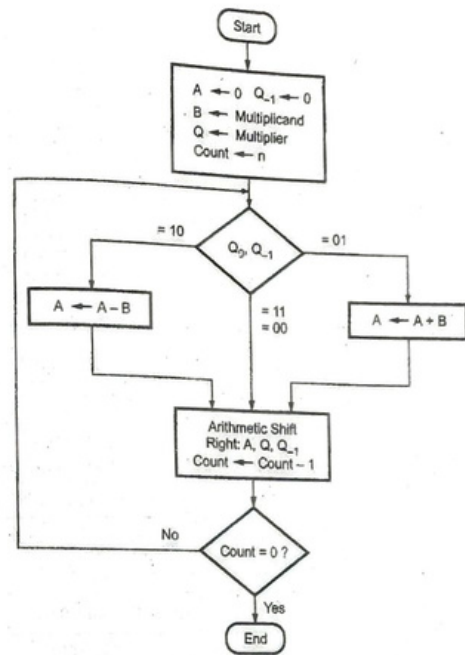 Start
A ← 0 Q₋₁ ← 0
B ← Multiplicand
Q ← Multiplier
Count ← n
= 10
Q₀, Q₋₁
= 01
A ← A – B
= 11
= 00
A ← A + B
Arithmetic Shift
Right: A, Q, Q₋₁
Count ← Count – 1
No
Count = 0 ?
Yes
End